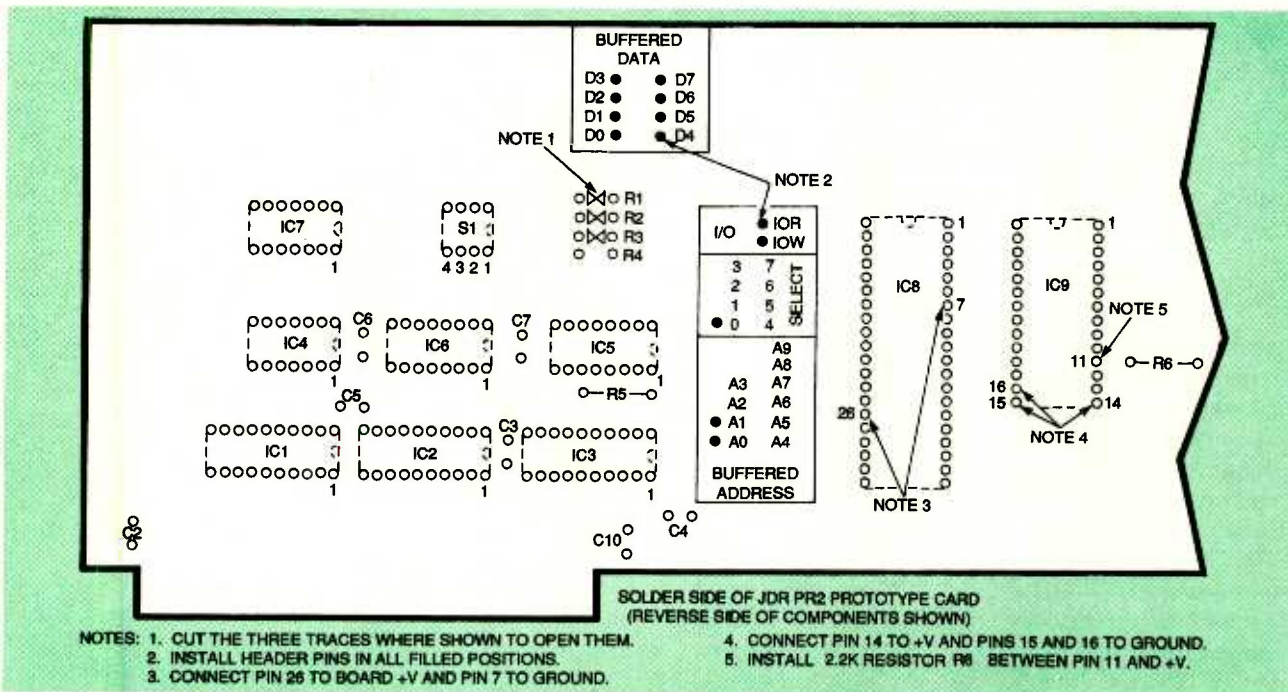 BUFFERED
DATA
D3 D7
D2 D6
D1 D5
D0 D4
NOTE 1
NOTE 2
R1
R2
R3
R4
IC7
1
S1
4 3 2 1
I/O
IOR
IOW
3 7
2 6
1 5
0 4
SELECT
A9
A8
A3 A7
A2 A6
A1 A5
A0 A4
BUFFERED
ADDRESS
1
IC8
7
26
NOTE 3
1
IC9
NOTE 5
11
R6
16
15
14
NOTE 4
IC4
1
C6
IC6
1
C7
IC5
1
R5
C5
IC1
1
IC2
1
C3
IC3
1
C2
C10
C4
SOLDER SIDE OF JDR PR2 PROTOTYPE CARD
(REVERSE SIDE OF COMPONENTS SHOWN)
NOTES: 1. CUT THE THREE TRACES WHERE SHOWN TO OPEN THEM.
2. INSTALL HEADER PINS IN ALL FILLED POSITIONS.
3. CONNECT PIN 26 TO BOARD +V AND PIN 7 TO GROUND.
4. CONNECT PIN 14 TO +V AND PINS 15 AND 16 TO GROUND.
5. INSTALL 2.2K RESISTOR R6 BETWEEN PIN 11 AND +V.